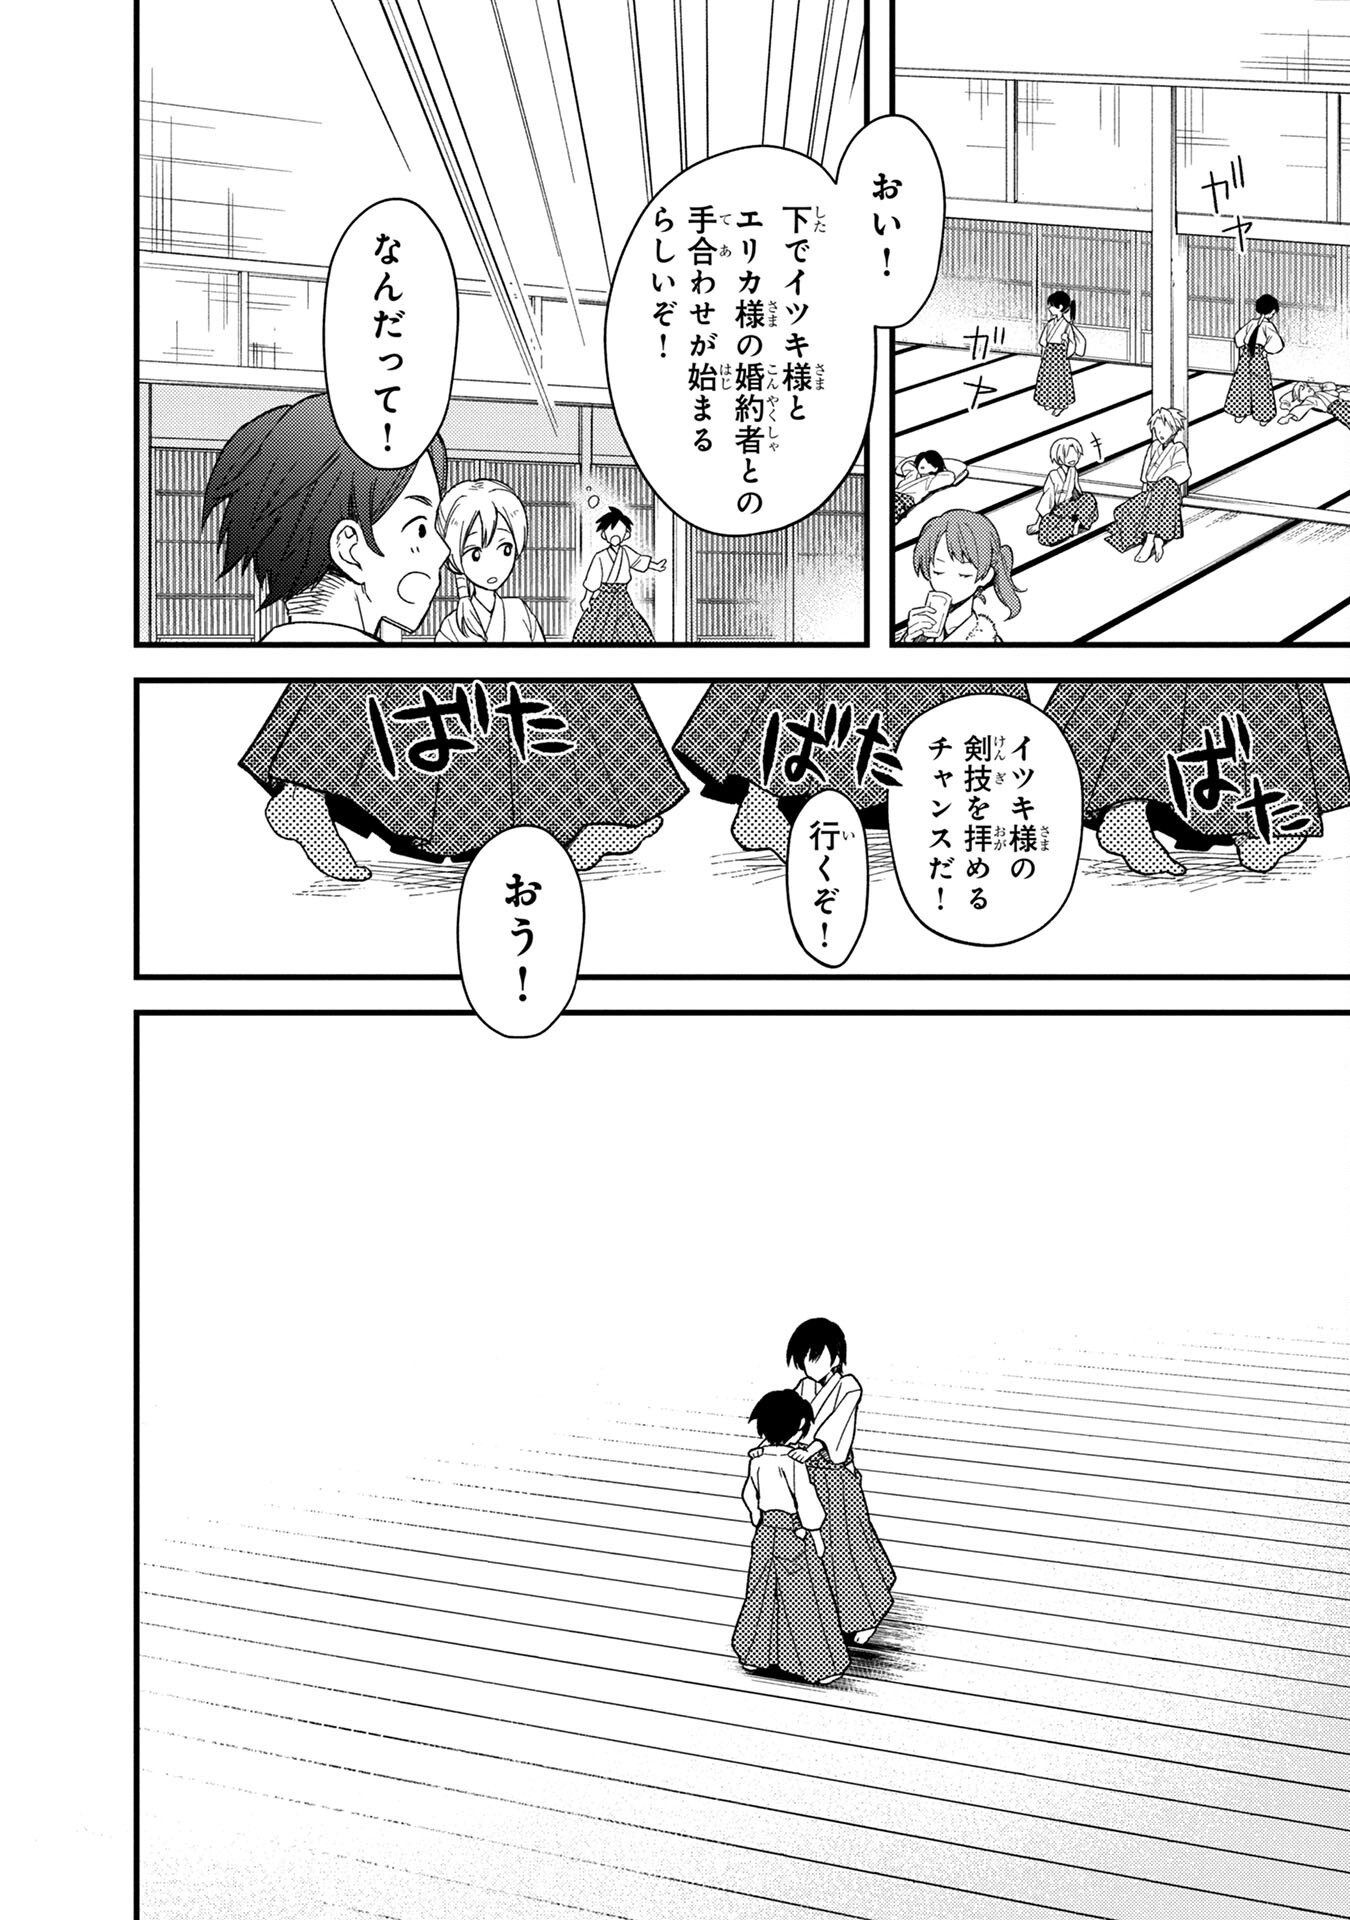 ガヤ
ガヤ
おい！
下でイツキ様と
エリカ様の婚約者との
手合わせが始まる
らしいぞ！
なんだって！
ばた
イツキ様の
剣技を拝める
チャンスだ！
ばた
行くぞ！
ばた
おう！